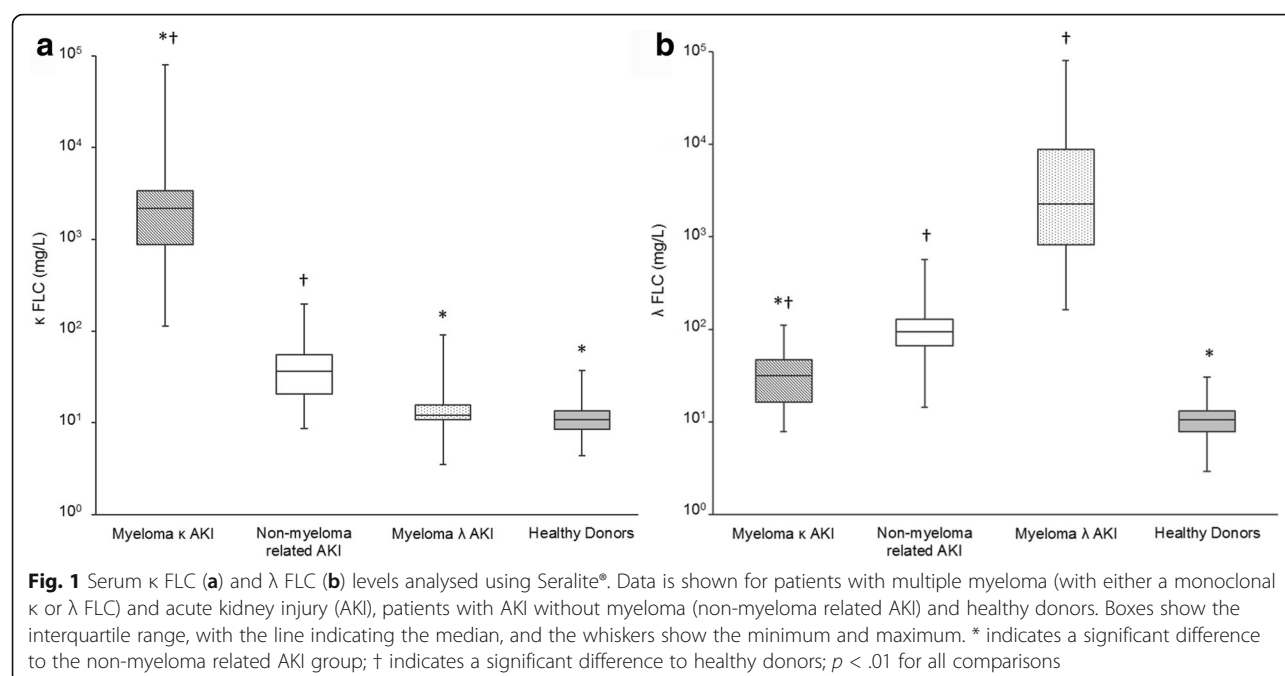 a
*†
10⁵
10⁴
10³
10²
10¹
10⁰
κ FLC (mg/L)
†
*
*
Myeloma κ AKI
Non-myeloma
related AKI
Myeloma λ AKI
Healthy Donors
b
†
10⁵
10⁴
10³
10²
10¹
10⁰
λ FLC (mg/L)
*†
†
*
Myeloma κ AKI
Non-myeloma
related AKI
Myeloma λ AKI
Healthy Donors
Fig. 1 Serum κ FLC (a) and λ FLC (b) levels analysed using Seralite®. Data is shown for patients with multiple myeloma (with either a monoclonal
κ or λ FLC) and acute kidney injury (AKI), patients with AKI without myeloma (non-myeloma related AKI) and healthy donors. Boxes show the
interquartile range, with the line indicating the median, and the whiskers show the minimum and maximum. * indicates a significant difference
to the non-myeloma related AKI group; † indicates a significant difference to healthy donors; p < .01 for all comparisons